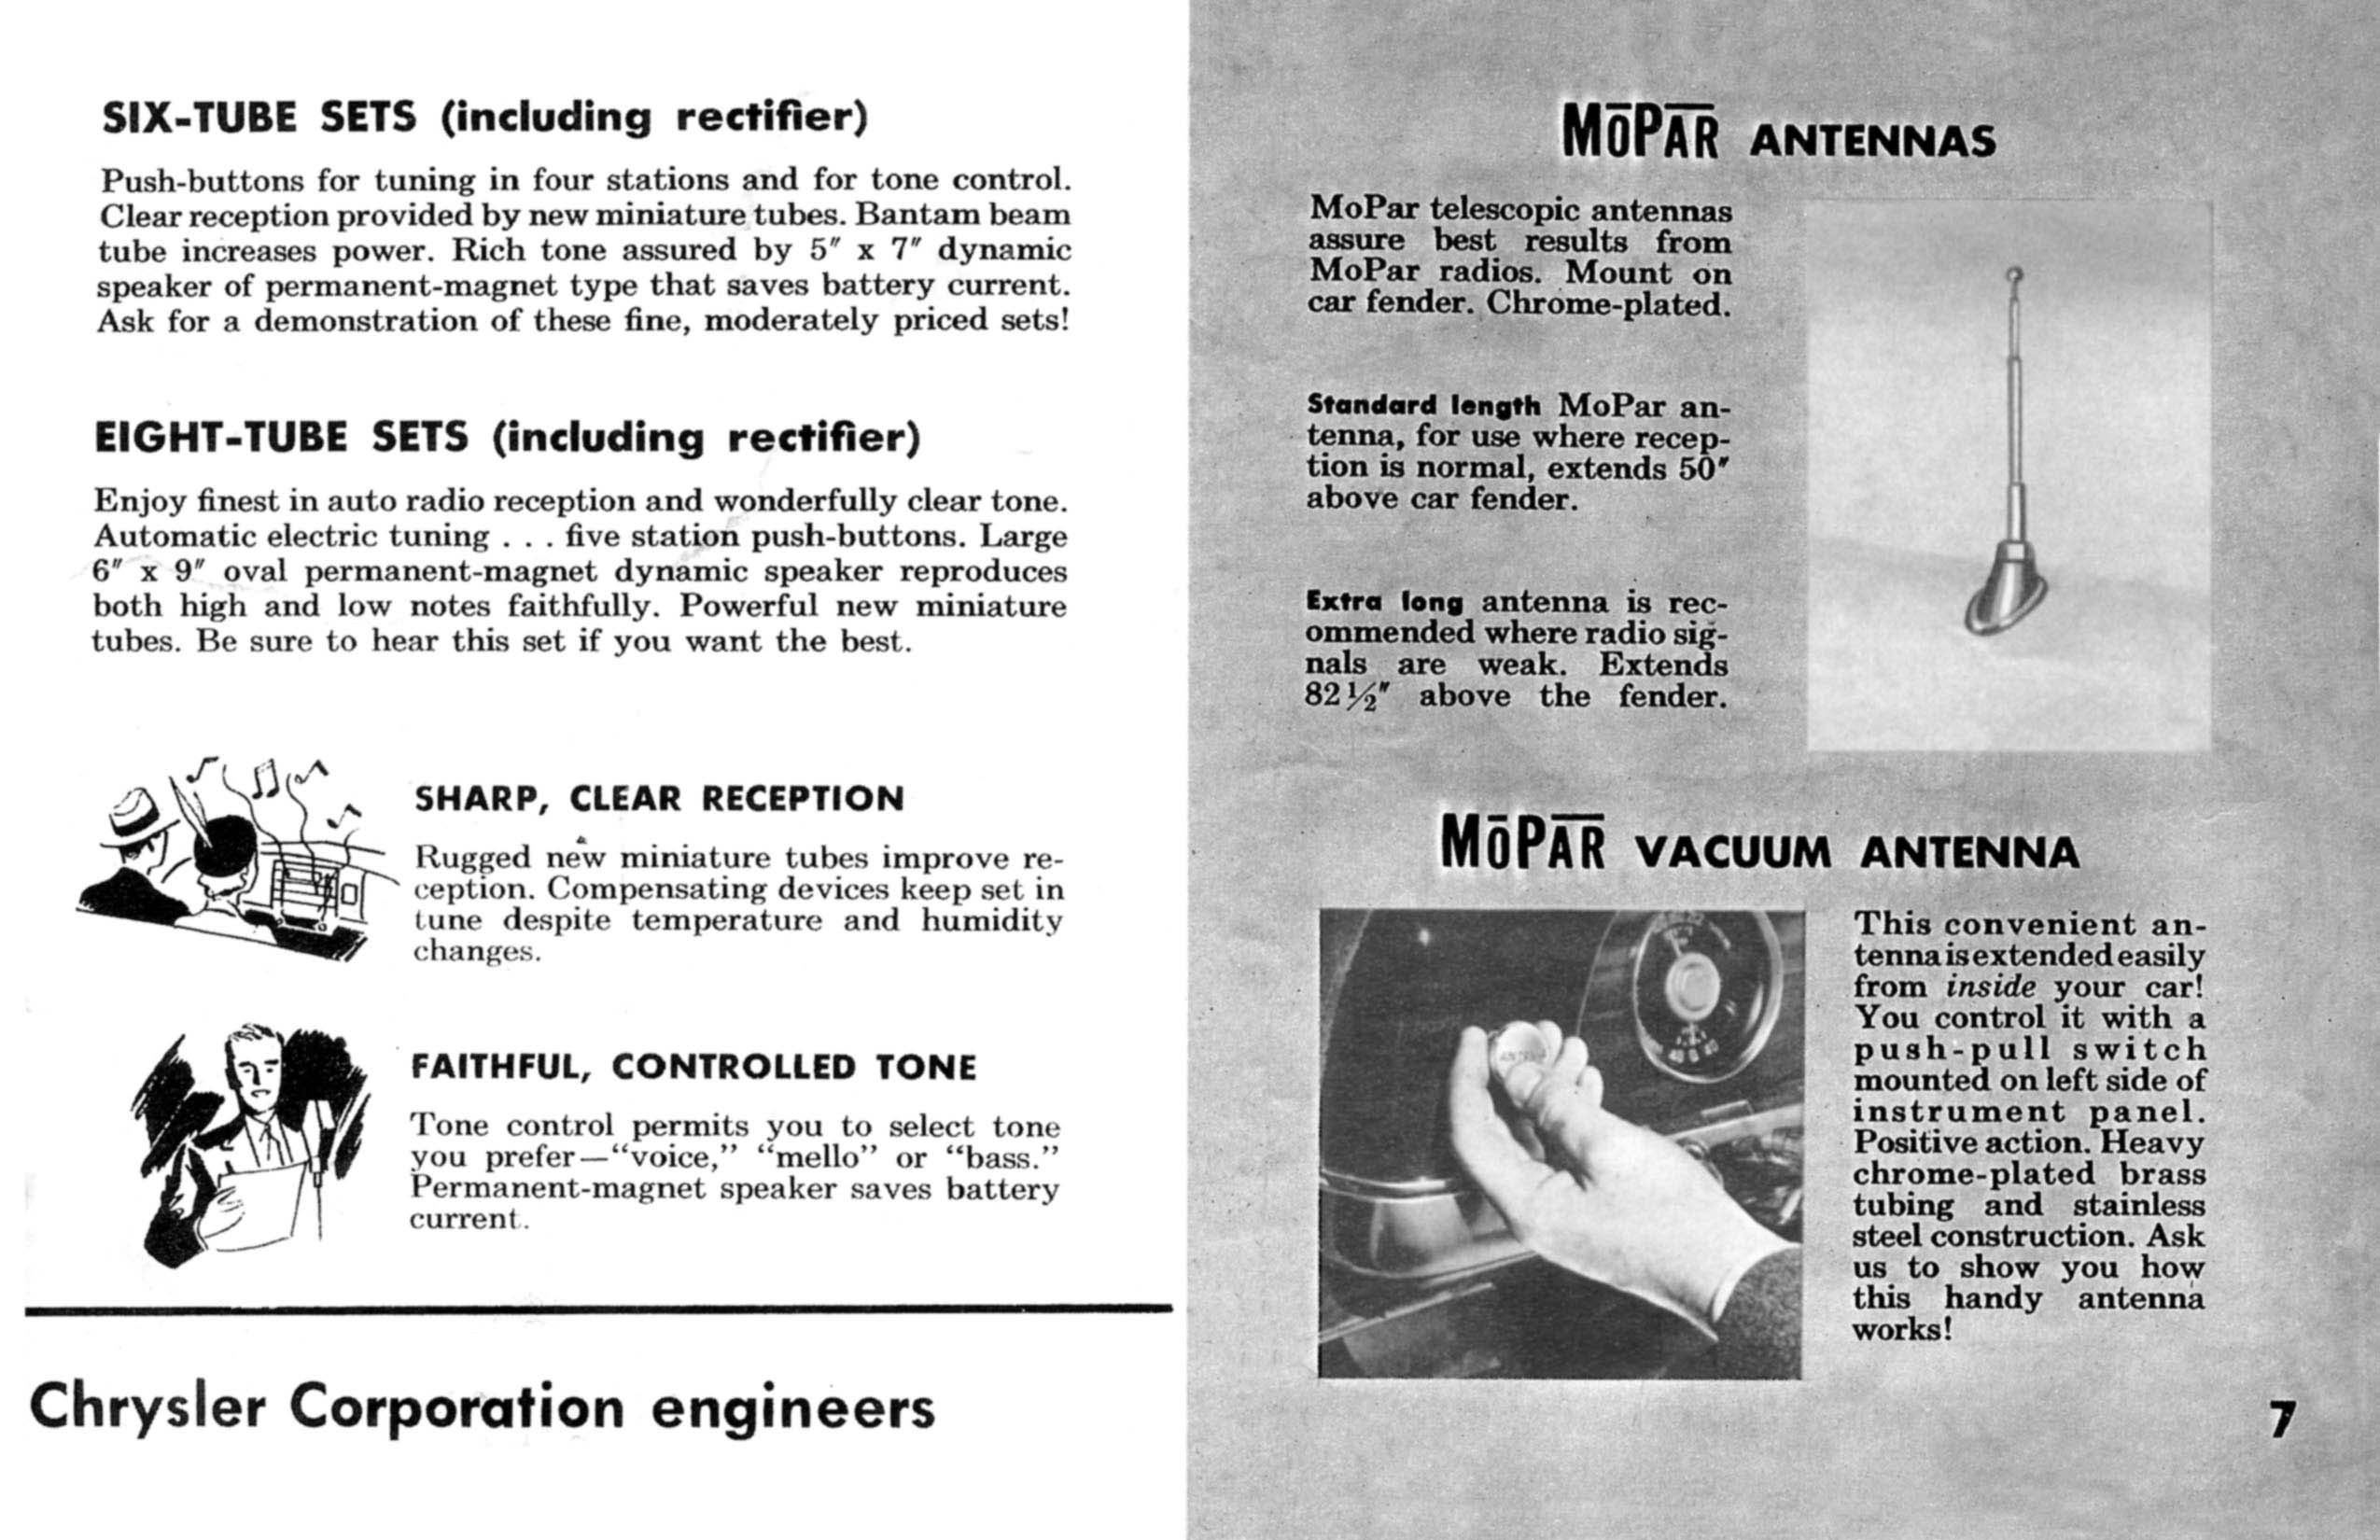 SIX-TUBE SETS (including rectifier)
Push-buttons for tuning in four stations and for tone control.
Clear reception provided by new miniature tubes. Bantam beam
tube increases power. Rich tone assured by 5" x 7" dynamic
speaker of permanent-magnet type that saves battery current.
Ask for a demonstration of these fine, moderately priced sets!
EIGHT-TUBE SETS (including rectifier)
Enjoy finest in auto radio reception and wonderfully clear tone.
Automatic electric tuning . . . five station push-buttons. Large
6" x 9" oval permanent-magnet dynamic speaker reproduces
both high and low notes faithfully. Powerful new miniature
tubes. Be sure to hear this set if you want the best.
SHARP, CLEAR RECEPTION
Rugged new miniature tubes improve re-
ception. Compensating devices keep set in
tune despite temperature and humidity
changes.
FAITHFUL, CONTROLLED TONE
Tone control permits you to select tone
you prefer—“voice,” “mello” or “bass.”
Permanent-magnet speaker saves battery
current.
Chrysler Corporation engineers
MŌPAR ANTENNAS
MoPar telescopic antennas
assure best results from
MoPar radios. Mount on
car fender. Chrome-plated.
Standard length MoPar an-
tenna, for use where recep-
tion is normal, extends 50"
above car fender.
Extra long antenna is rec-
ommended where radio sig-
nals are weak. Extends
82½" above the fender.
MŌPAR VACUUM ANTENNA
This convenient an-
tenna is extended easily
from inside your car!
You control it with a
push-pull switch
mounted on left side of
instrument panel.
Positive action. Heavy
chrome-plated brass
tubing and stainless
steel construction. Ask
us to show you how
this handy antenna
works!
7